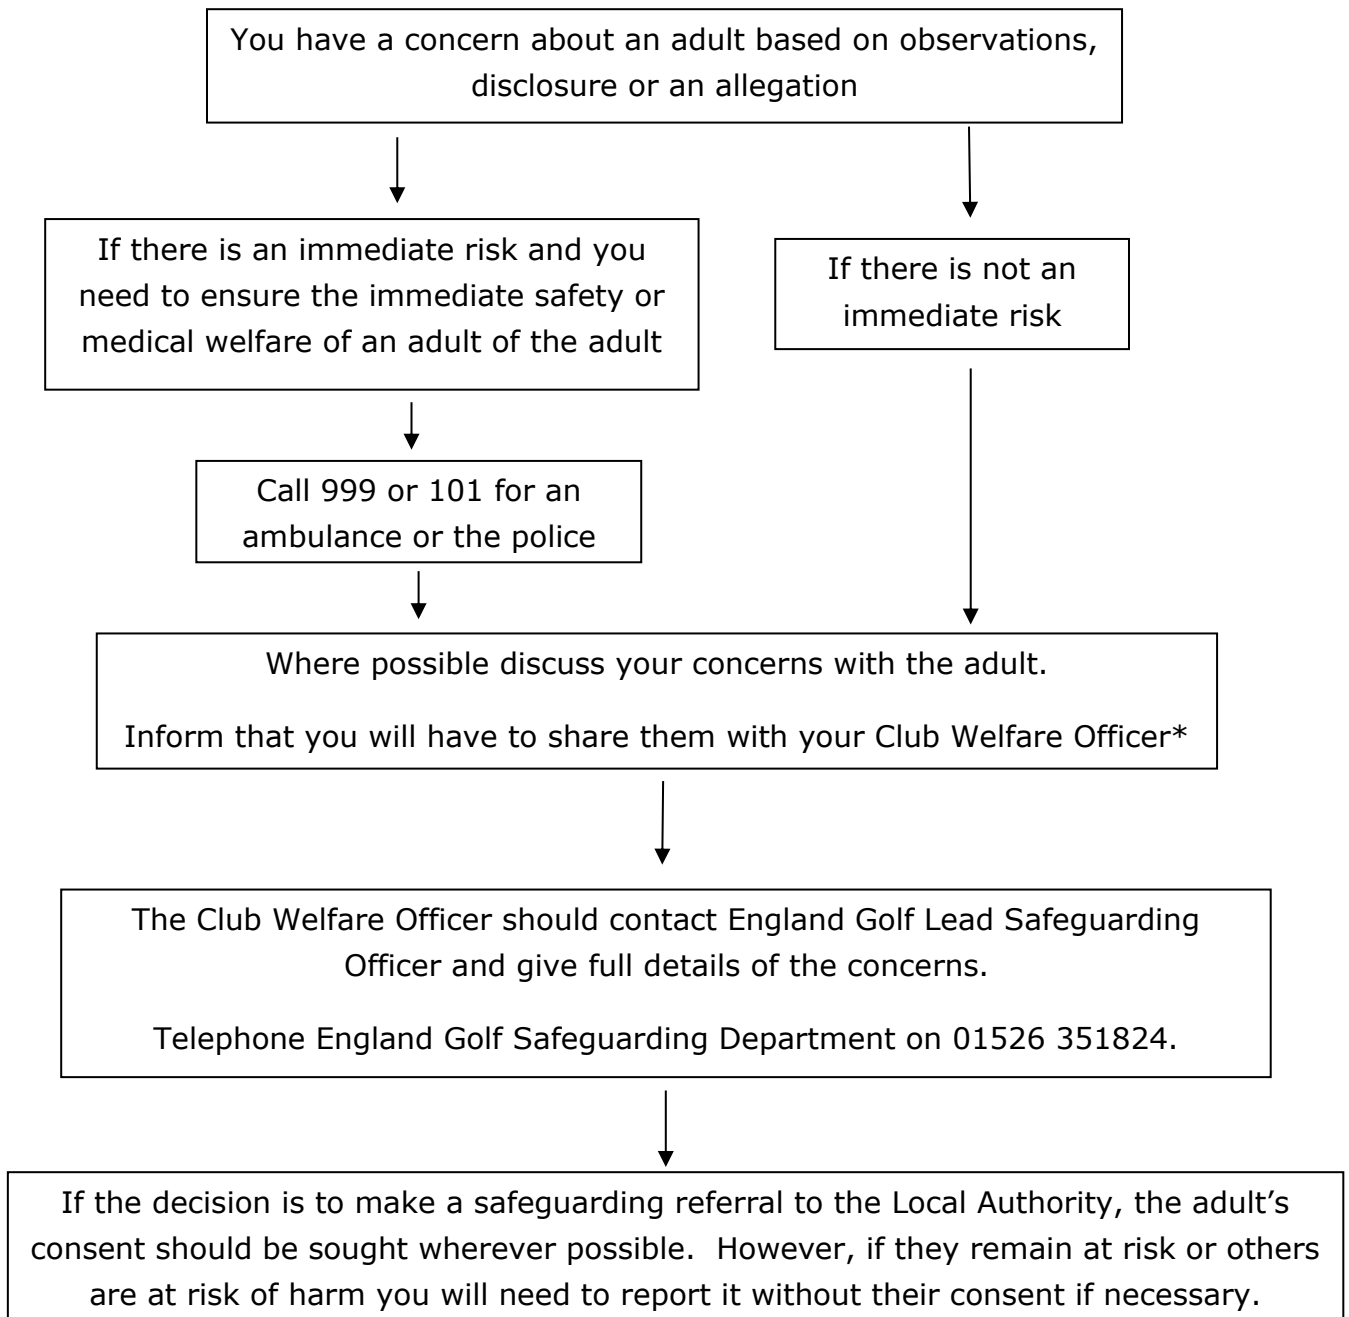 You have a concern about an adult based on observations,
disclosure or an allegation
If there is an immediate risk and you
need to ensure the immediate safety or
medical welfare of an adult of the adult
If there is not an
immediate risk
Call 999 or 101 for an
ambulance or the police
Where possible discuss your concerns with the adult.
Inform that you will have to share them with your Club Welfare Officer*
The Club Welfare Officer should contact England Golf Lead Safeguarding
Officer and give full details of the concerns.
Telephone England Golf Safeguarding Department on 01526 351824.
If the decision is to make a safeguarding referral to the Local Authority, the adult’s
consent should be sought wherever possible.  However, if they remain at risk or others
are at risk of harm you will need to report it without their consent if necessary.